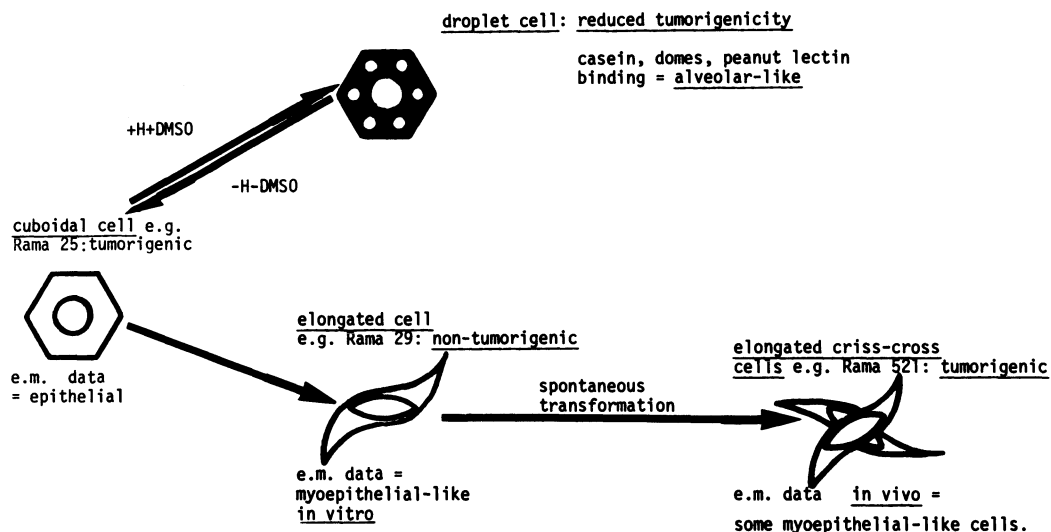 droplet cell: reduced tumorigenicity
casein, domes, peanut lectin
binding = alveolar-like
+H+DMSO
-H-DMSO
cuboidal cell e.g.
Rama 25:tumorigenic
e.m. data
= epithelial
elongated cell
e.g. Rama 29: non-tumorigenic
e.m. data =
myoepithelial-like
in vitro
spontaneous
transformation
elongated criss-cross
cells e.g. Rama 521: tumorigenic
e.m. data in vivo =
some myoepithelial-like cells.